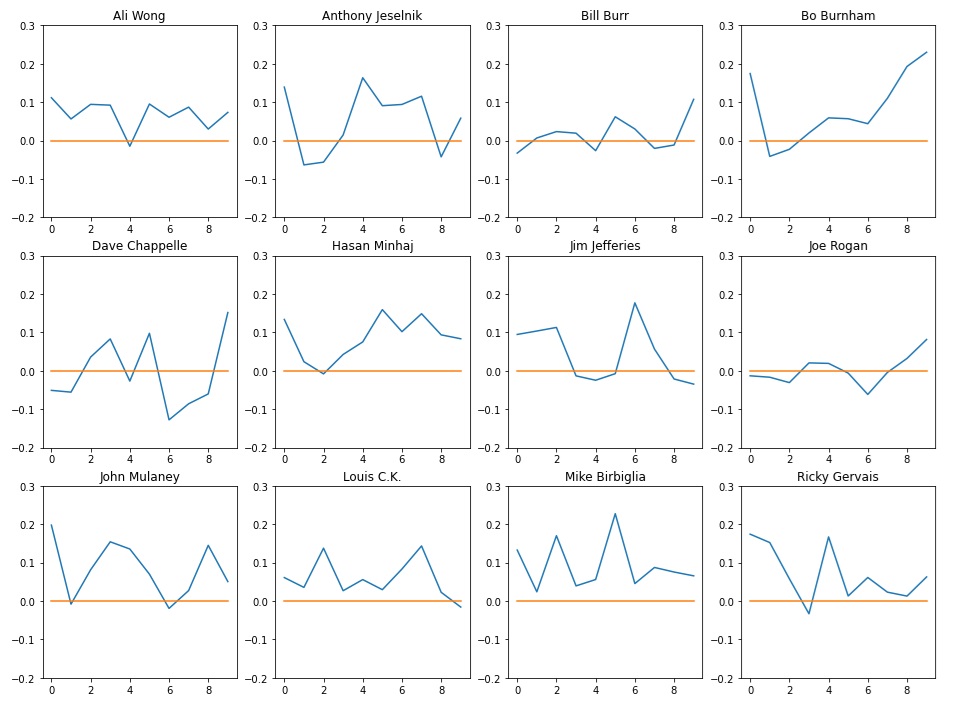 Ali Wong Anthony Jeselnik Bill Burr Bo Burnham
0.3 0.3 0.3 0.3
0.2 0.2 0.2 0.2
0.1 0.1 0.1 0.1
0.0 0.0 0.0 0.0
−0.1 −0.1 −0.1 −0.1
−0.2 −0.2 −0.2 −0.2
0 2 4 6 8 0 2 4 6 8 0 2 4 6 8 0 2 4 6 8
Dave Chappelle Hasan Minhaj Jim Jefferies Joe Rogan
0.3 0.3 0.3 0.3
0.2 0.2 0.2 0.2
0.1 0.1 0.1 0.1
0.0 0.0 0.0 0.0
−0.1 −0.1 −0.1 −0.1
−0.2 −0.2 −0.2 −0.2
0 2 4 6 8 0 2 4 6 8 0 2 4 6 8 0 2 4 6 8
John Mulaney Louis C.K. Mike Birbiglia Ricky Gervais
0.3 0.3 0.3 0.3
0.2 0.2 0.2 0.2
0.1 0.1 0.1 0.1
0.0 0.0 0.0 0.0
−0.1 −0.1 −0.1 −0.1
−0.2 −0.2 −0.2 −0.2
0 2 4 6 8 0 2 4 6 8 0 2 4 6 8 0 2 4 6 8